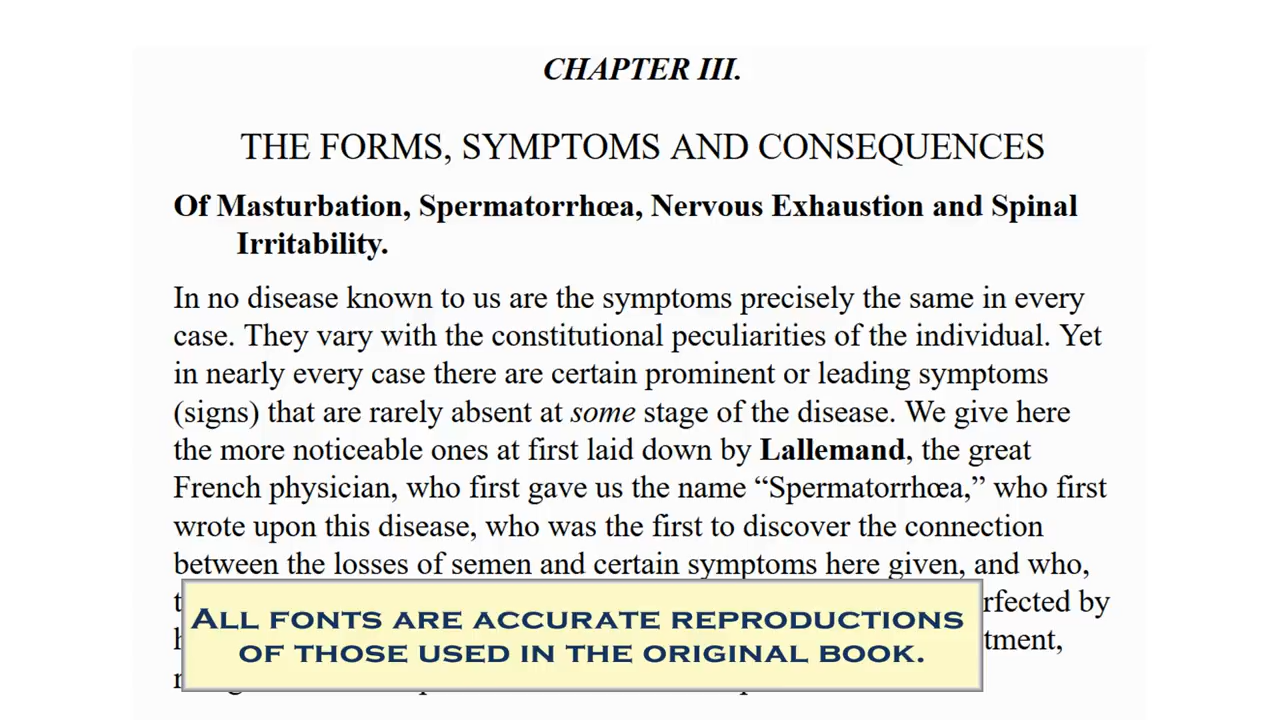 CHAPTER III.
THE FORMS, SYMPTOMS AND CONSEQUENCES
Of Masturbation, Spermatorrhœa, Nervous Exhaustion and Spinal
Irritability.
In no disease known to us are the symptoms precisely the same in every
case. They vary with the constitutional peculiarities of the individual. Yet
in nearly every case there are certain prominent or leading symptoms
(signs) that are rarely absent at some stage of the disease. We give here
the more noticeable ones at first laid down by Lallemand, the great
French physician, who first gave us the name “Spermatorrhœa,” who first
wrote upon this disease, who was the first to discover the connection
between the losses of semen and certain symptoms here given, and who,
by
ALL FONTS ARE ACCURATE REPRODUCTIONS
OF THOSE USED IN THE ORIGINAL BOOK.